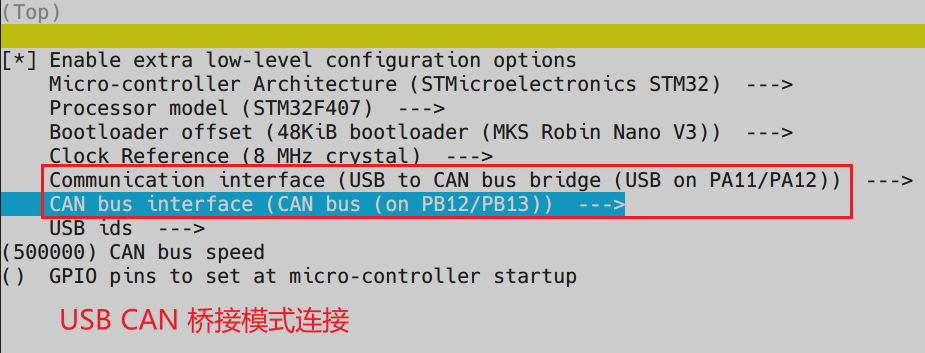 (Top)
[*] Enable extra low-level configuration options
Micro-controller Architecture (STMicroelectronics STM32) --->
Processor model (STM32F407) --->
Bootloader offset (48KiB bootloader (MKS Robin Nano V3)) --->
Clock Reference (8 MHz crystal) --->
Communication interface (USB to CAN bus bridge (USB on PA11/PA12)) --->
CAN bus interface (CAN bus (on PB12/PB13)) --->
USB ids --->
(500000) CAN bus speed
() GPIO pins to set at micro-controller startup
USB CAN 桥接模式连接